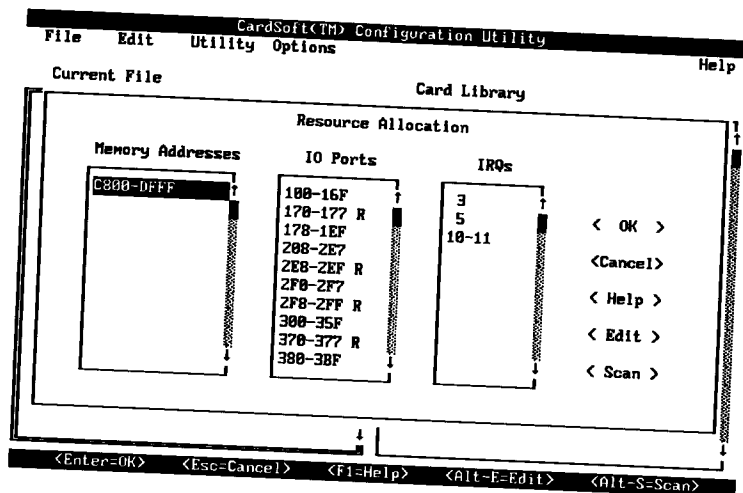 CardSoft(TM) Configuration Utility
File Edit Utility Options Help
Current File Card Library
Resource Allocation
Memory Addresses IO Ports IRQs
C800-DFFF
100-16F
170-177 R
178-1EF
208-2E7
2E8-2EF R
2F0-2F7
2F8-2FF R
300-35F
370-377 R
380-3BF
3
5
10-11
< OK >
<Cancel>
< Help >
< Edit >
< Scan >
<Enter=OK> <Esc=Cancel> <F1=Help> <Alt-E=Edit> <Alt-S=Scan>